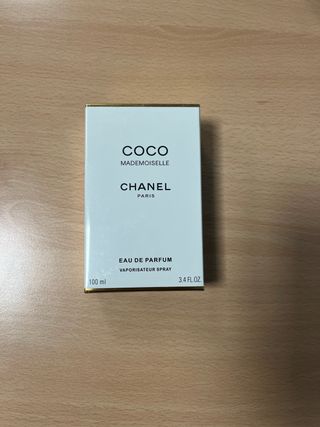 COCO
MADEMOISELLE
CHANEL
PARIS
EAU DE PARFUM
VAPORISATEUR SPRAY
100 ml 3.4 FL.OZ.